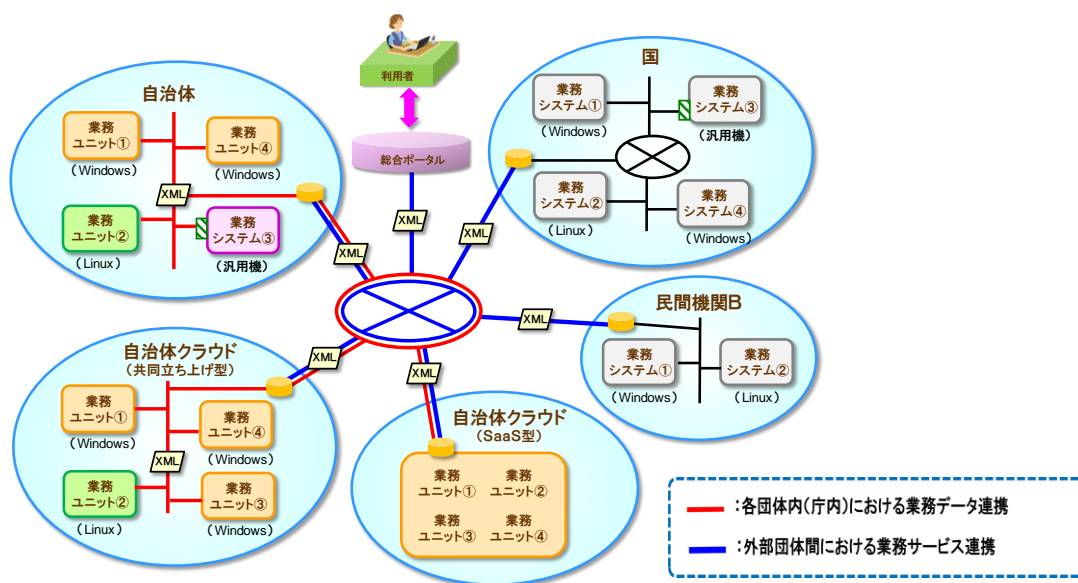 利用者
総合ポータル
XML
自治体
業務
ユニット①
(Windows)
業務
ユニット④
(Windows)
XML
業務
ユニット②
(Linux)
業務
システム③
(汎用機)
XML
国
業務
システム①
(Windows)
業務
システム③
(汎用機)
業務
システム②
(Linux)
業務
システム④
(Windows)
XML
民間機関B
業務
システム①
(Windows)
業務
システム②
(Linux)
XML
自治体クラウド
(共同立ち上げ型)
業務
ユニット①
(Windows)
業務
ユニット④
(Windows)
XML
業務
ユニット②
(Linux)
業務
ユニット③
(Windows)
XML
自治体クラウド
(SaaS型)
業務
ユニット①
業務
ユニット②
業務
ユニット③
業務
ユニット④
XML
:各団体内(庁内)における業務データ連携
:外部団体間における業務サービス連携